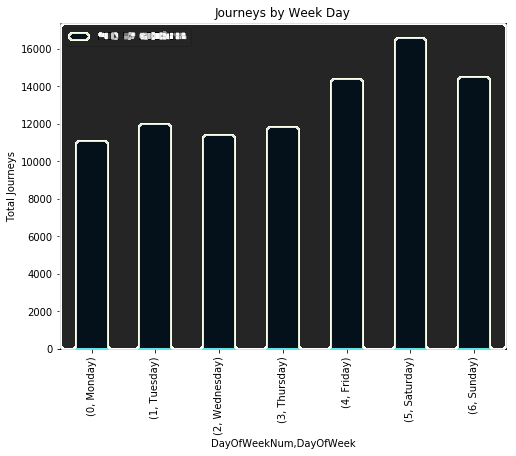 Journeys by Week Day
16000
14000
12000
10000
8000
6000
4000
2000
0
Total Journeys
(0, Monday)
(1, Tuesday)
(2, Wednesday)
(3, Thursday)
(4, Friday)
(5, Saturday)
(6, Sunday)
DayOfWeekNum,DayOfWeek